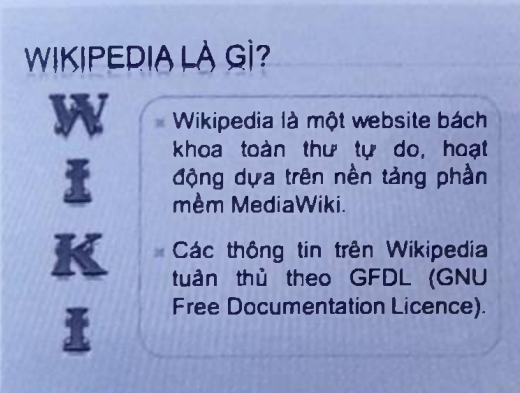 WIKIPEDIA LÀ GÌ?
W
I
K
I
Wikipedia là một website bách
khoa toàn thư tự do, hoạt
động dựa trên nền tảng phần
mềm MediaWiki.
Các thông tin trên Wikipedia
tuân thủ theo GFDL (GNU
Free Documentation Licence).